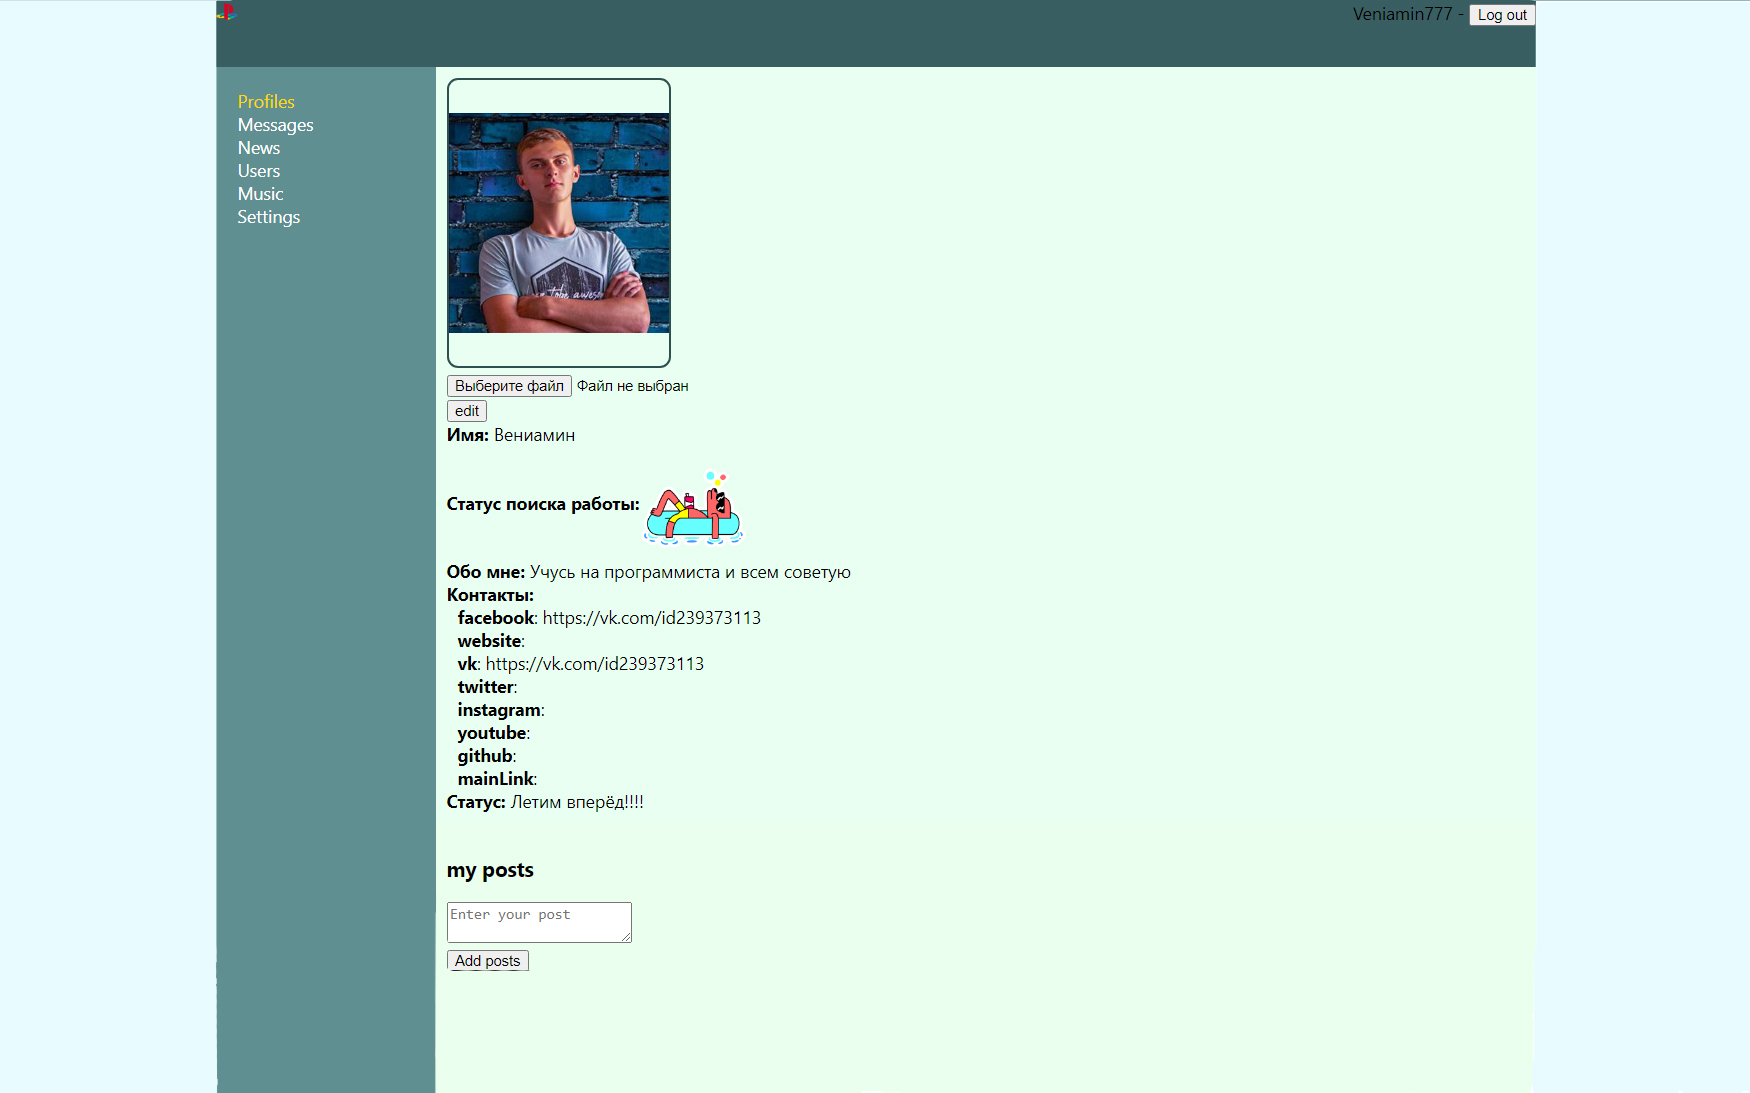 Veniamin777 - Log out
Profiles
Messages
News
Users
Music
Settings
awes
Выберите файл Файл не выбран
edit
Имя: Вениамин
Статус поиска работы:
Обо мне: Учусь на программиста и всем советую
Контакты:
facebook: https://vk.com/id239373113
website:
vk: https://vk.com/id239373113
twitter:
instagram:
youtube:
github:
mainLink:
Статус: Летим вперёд!!!!
my posts
Enter your post
Add posts